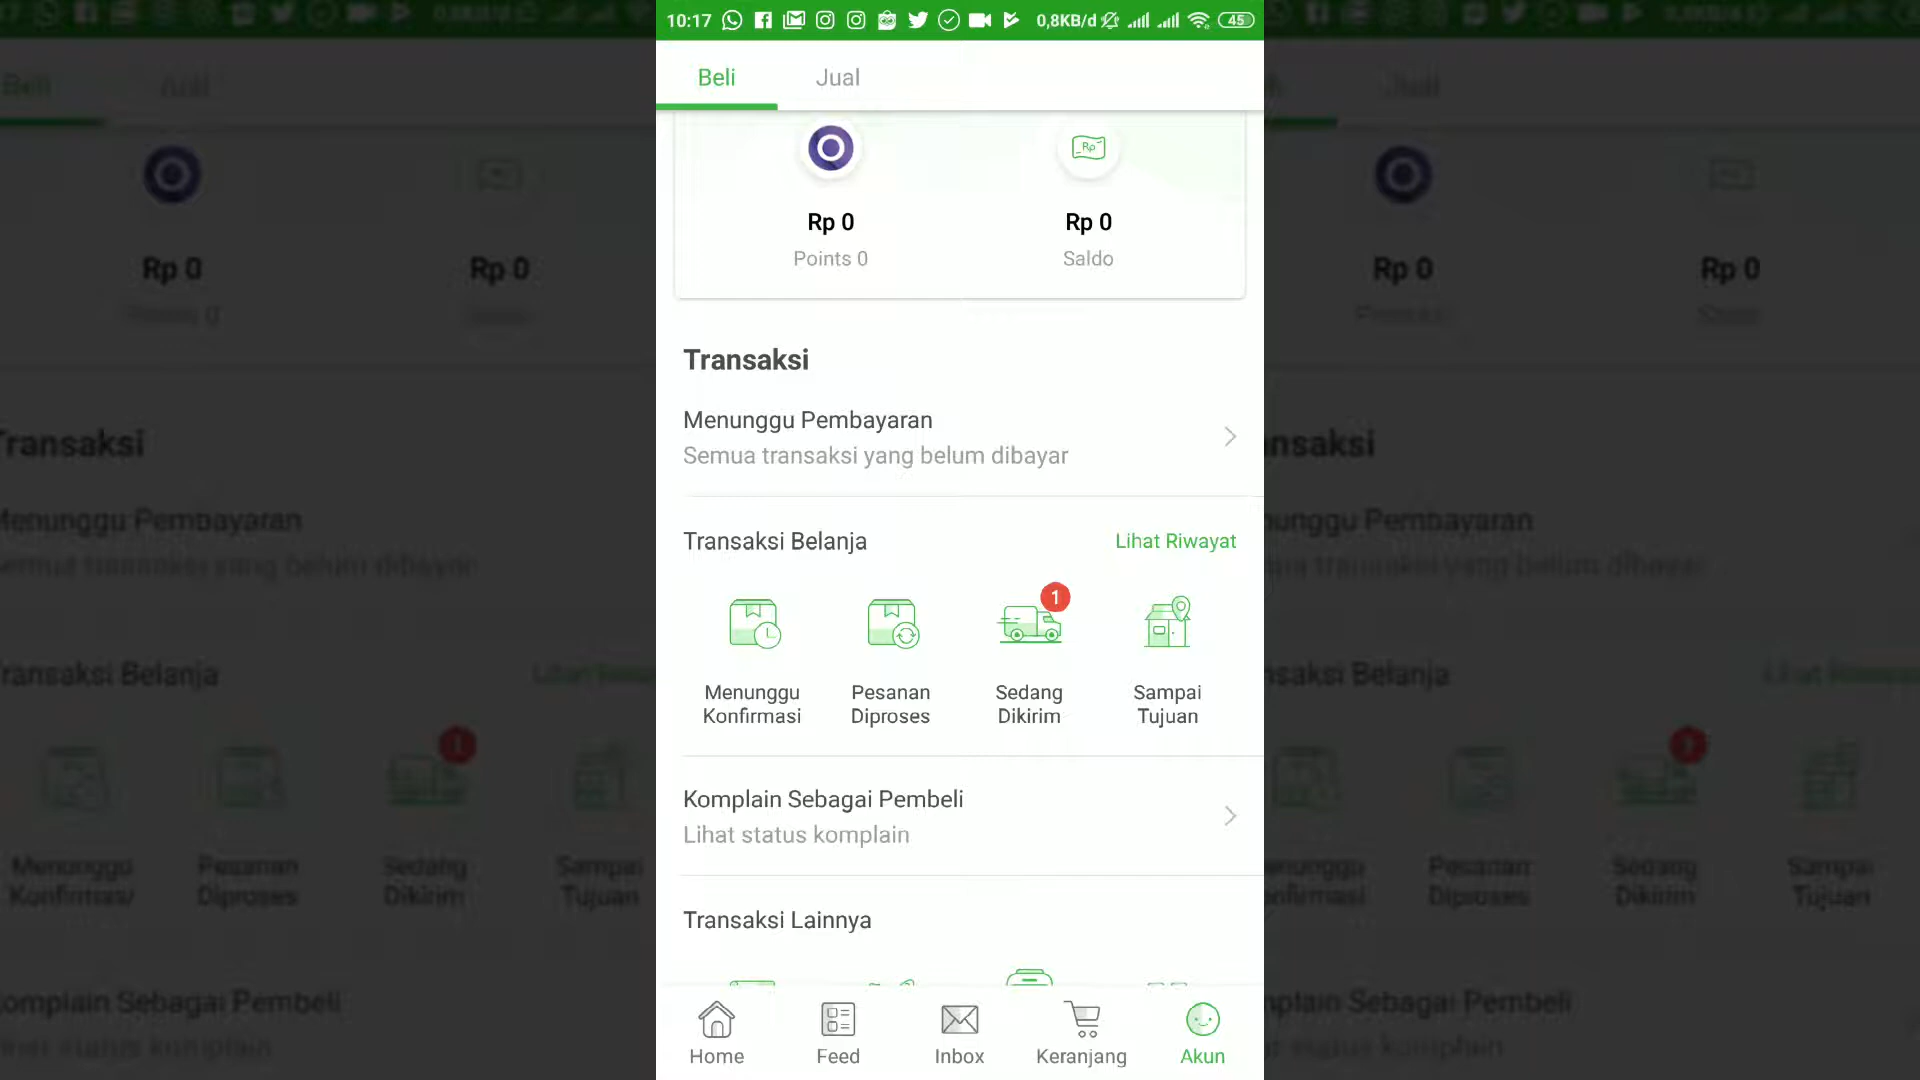 10:17 0,8KB/d 45
Beli Jual
Rp 0 Rp 0
Points 0 Saldo
Transaksi
Menunggu Pembayaran
Semua transaksi yang belum dibayar
Transaksi Belanja Lihat Riwayat
1
Menunggu Konfirmasi
Pesanan Diproses
Sedang Dikirim
Sampai Tujuan
Komplain Sebagai Pembeli
Lihat status komplain
Transaksi Lainnya
Home Feed Inbox Keranjang Akun